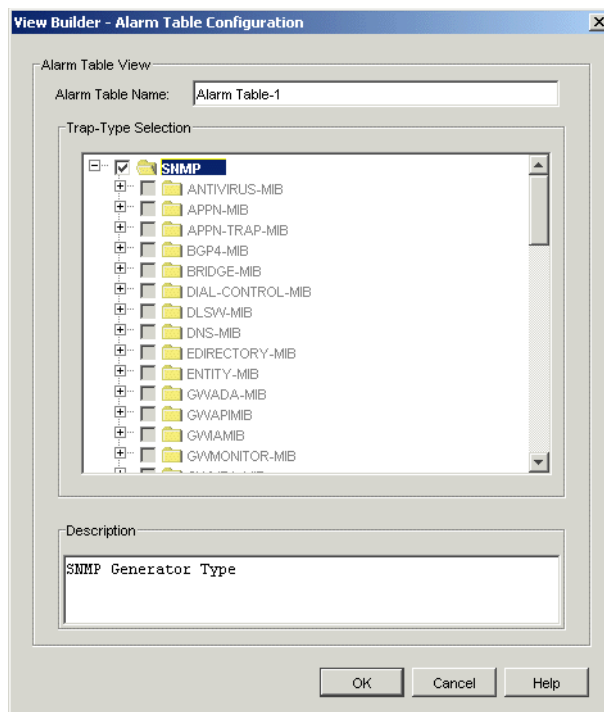 View Builder - Alarm Table Configuration
Alarm Table View
Alarm Table Name: Alarm Table-1
Trap-Type Selection
SNMP
ANTIVIRUS-MIB
APPN-MIB
APPN-TRAP-MIB
BGP4-MIB
BRIDGE-MIB
DIAL-CONTROL-MIB
DLSW-MIB
DNS-MIB
EDIRECTORY-MIB
ENTITY-MIB
GWADA-MIB
GWAPIMIB
GWIAMIB
GWMONITOR-MIB
Description
SNMP Generator Type
OK Cancel Help